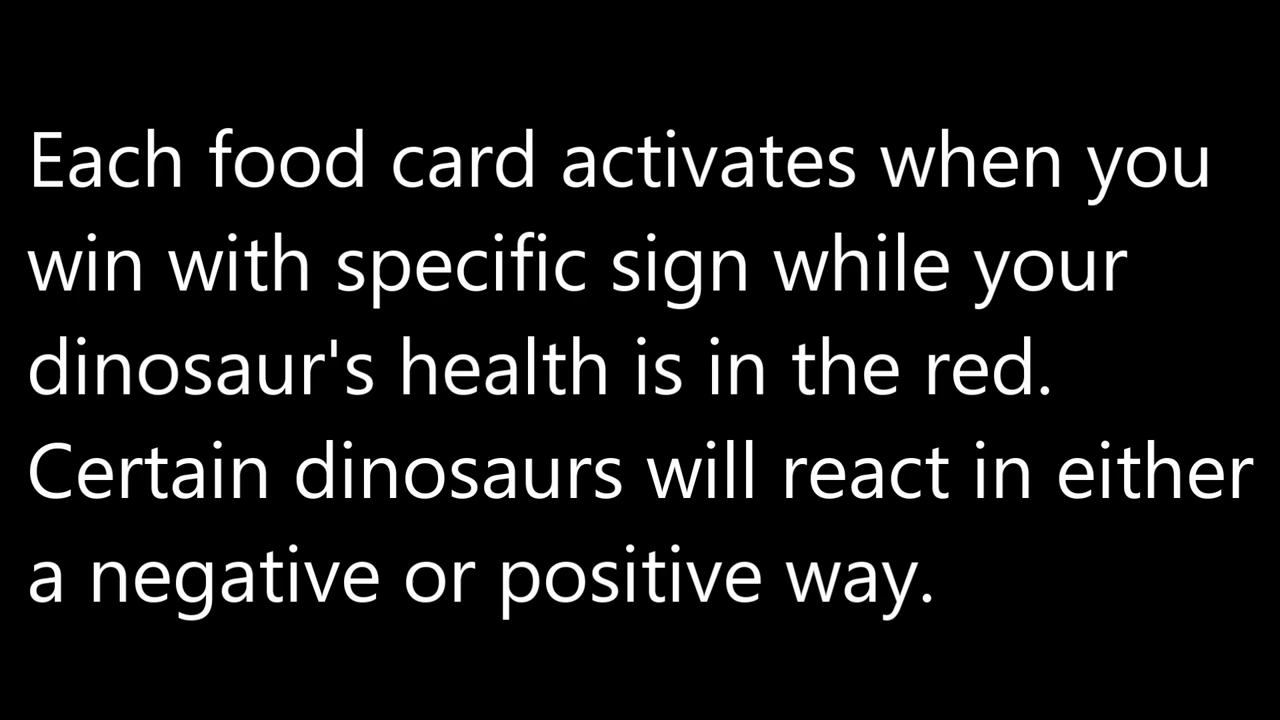 Each food card activates when you
win with specific sign while your
dinosaur's health is in the red.
Certain dinosaurs will react in either
a negative or positive way.